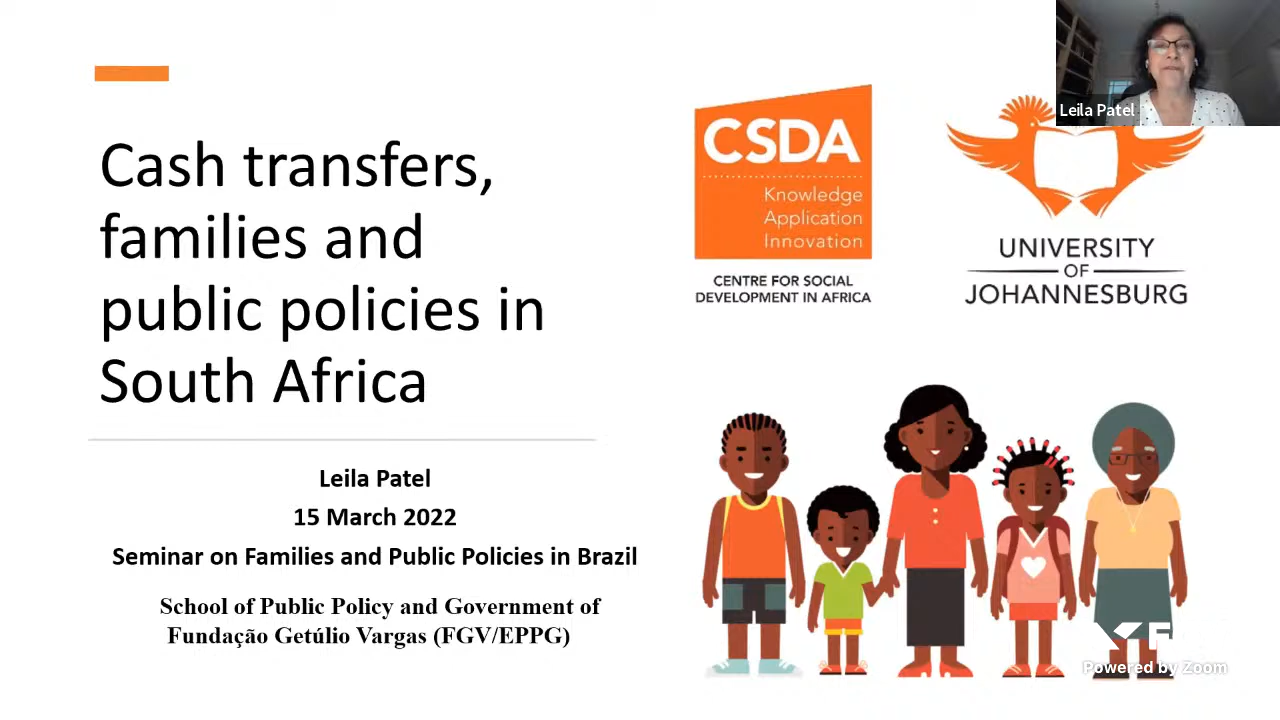 Cash transfers,
families and
public policies in
South Africa
Leila Patel
15 March 2022
Seminar on Families and Public Policies in Brazil
School of Public Policy and Government of
Fundação Getúlio Vargas (FGV/EPPG)
CSDA
Knowledge
Application
Innovation
CENTRE FOR SOCIAL
DEVELOPMENT IN AFRICA
UNIVERSITY
OF
JOHANNESBURG
Leila Patel
Powered by Zoom